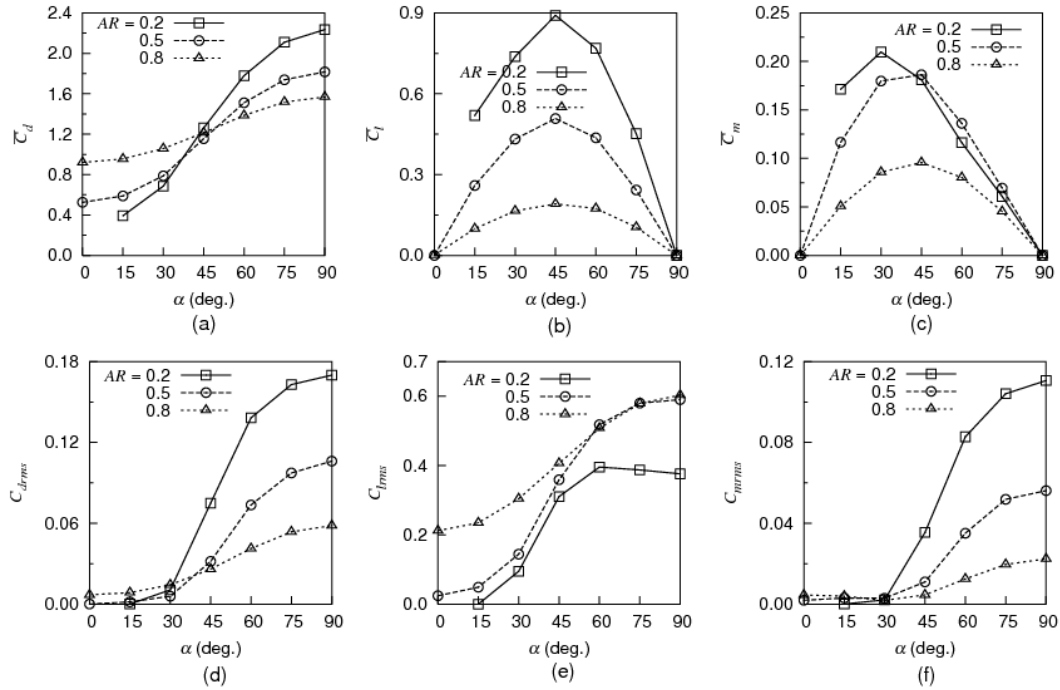 2.4
2.0
1.6
1.2
0.8
0.4
0.0
C̅d
AR = 0.2
0.5
0.8
0 15 30 45 60 75 90
α (deg.)
(a)
0.9
0.6
0.3
0.0
C̅l
AR = 0.2
0.5
0.8
0 15 30 45 60 75 90
α (deg.)
(b)
0.25
0.20
0.15
0.10
0.05
0.00
C̅m
AR = 0.2
0.5
0.8
0 15 30 45 60 75 90
α (deg.)
(c)
0.18
0.12
0.06
0.00
Cdrms
AR = 0.2
0.5
0.8
0 15 30 45 60 75 90
α (deg.)
(d)
0.7
0.6
0.4
0.2
0.0
Clrms
AR = 0.2
0.5
0.8
0 15 30 45 60 75 90
α (deg.)
(e)
0.12
0.08
0.04
0.00
Cmrms
AR = 0.2
0.5
0.8
0 15 30 45 60 75 90
α (deg.)
(f)